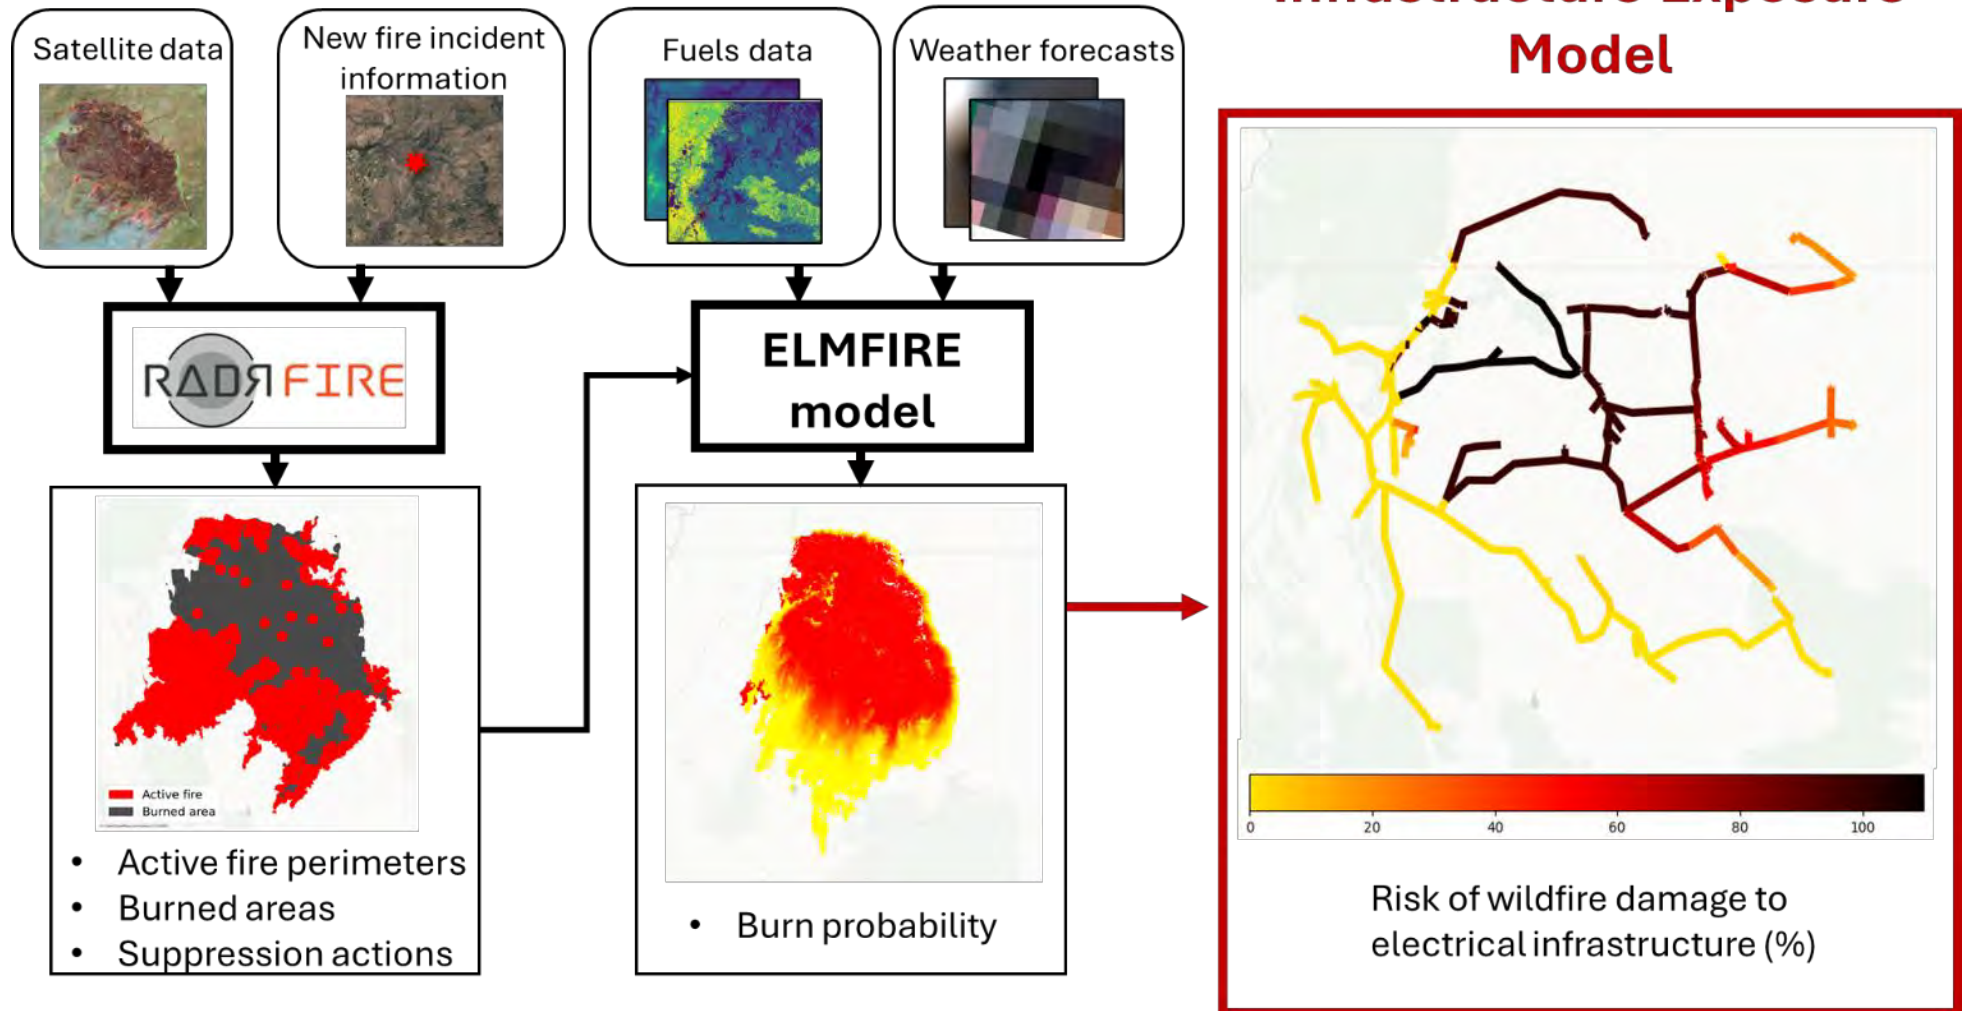 Infrastructure Exposure
Model
Satellite data
New fire incident
information
Fuels data
Weather forecasts
RADR FIRE
ELMFIRE
model
Active fire
Burned area
• Active fire perimeters
• Burned areas
• Suppression actions
• Burn probability
0 20 40 60 80 100
Risk of wildfire damage to
electrical infrastructure (%)